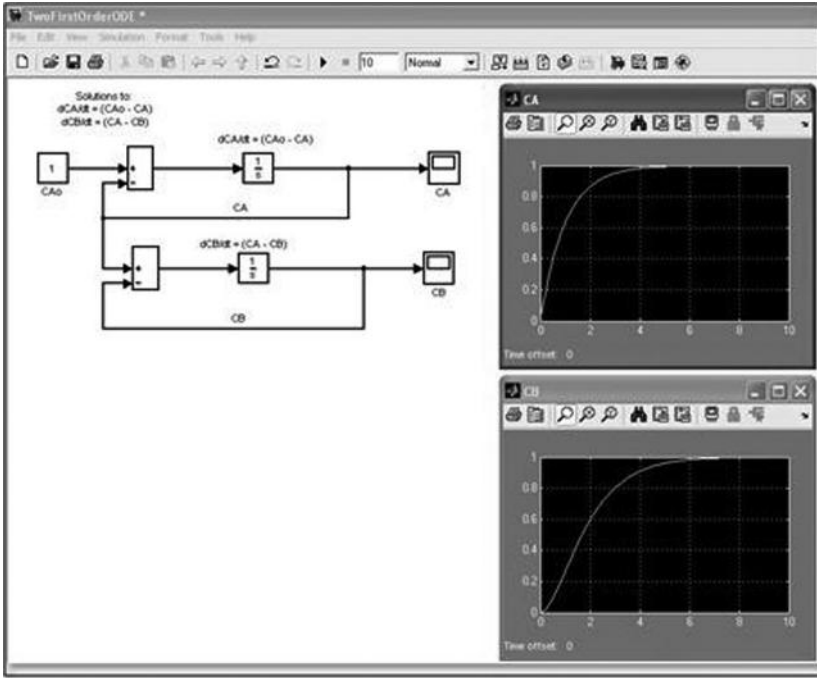 TwoFirstOrderODE *
File Edit View Simulation Format Tools Help
10 Normal
Solutions to:
dCA/dt = (CAo - CA)
dCB/dt = (CA - CB)
dCA/dt = (CAo - CA)
1
CAo
+
-
1
s
CA
CA
dCB/dt = (CA - CB)
+
-
1
s
CB
CB
CA
1
0.8
0.6
0.4
0.2
0
0 2 4 6 8 10
Time offset: 0
CB
1
0.8
0.6
0.4
0.2
0
0 2 4 6 8 10
Time offset: 0